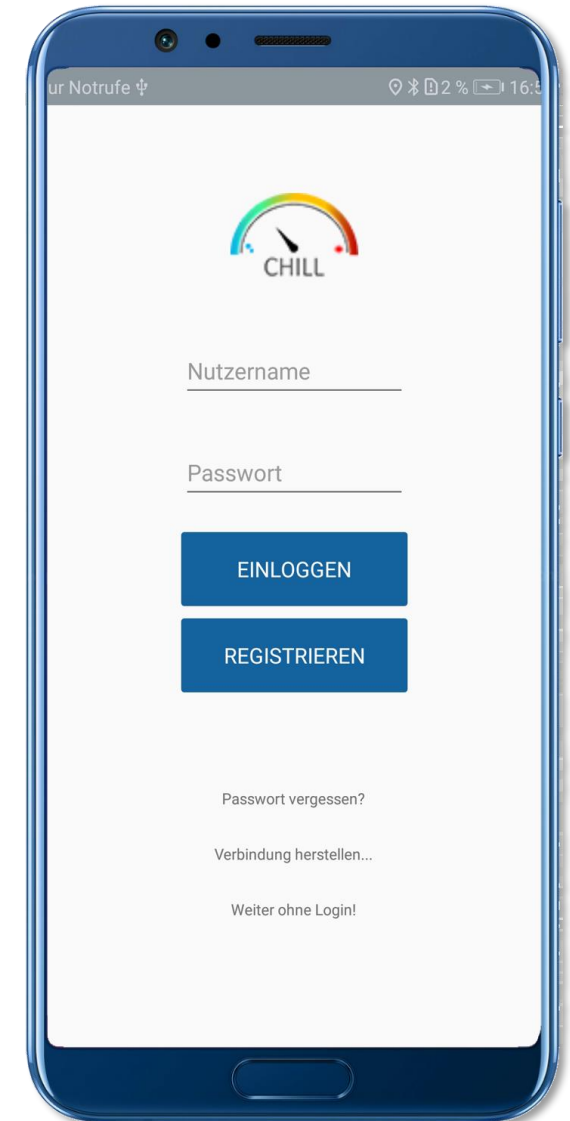 ur Notrufe 2 % 16:5
CHILL
Nutzername
Passwort
EINLOGGEN
REGISTRIEREN
Passwort vergessen?
Verbindung herstellen...
Weiter ohne Login!